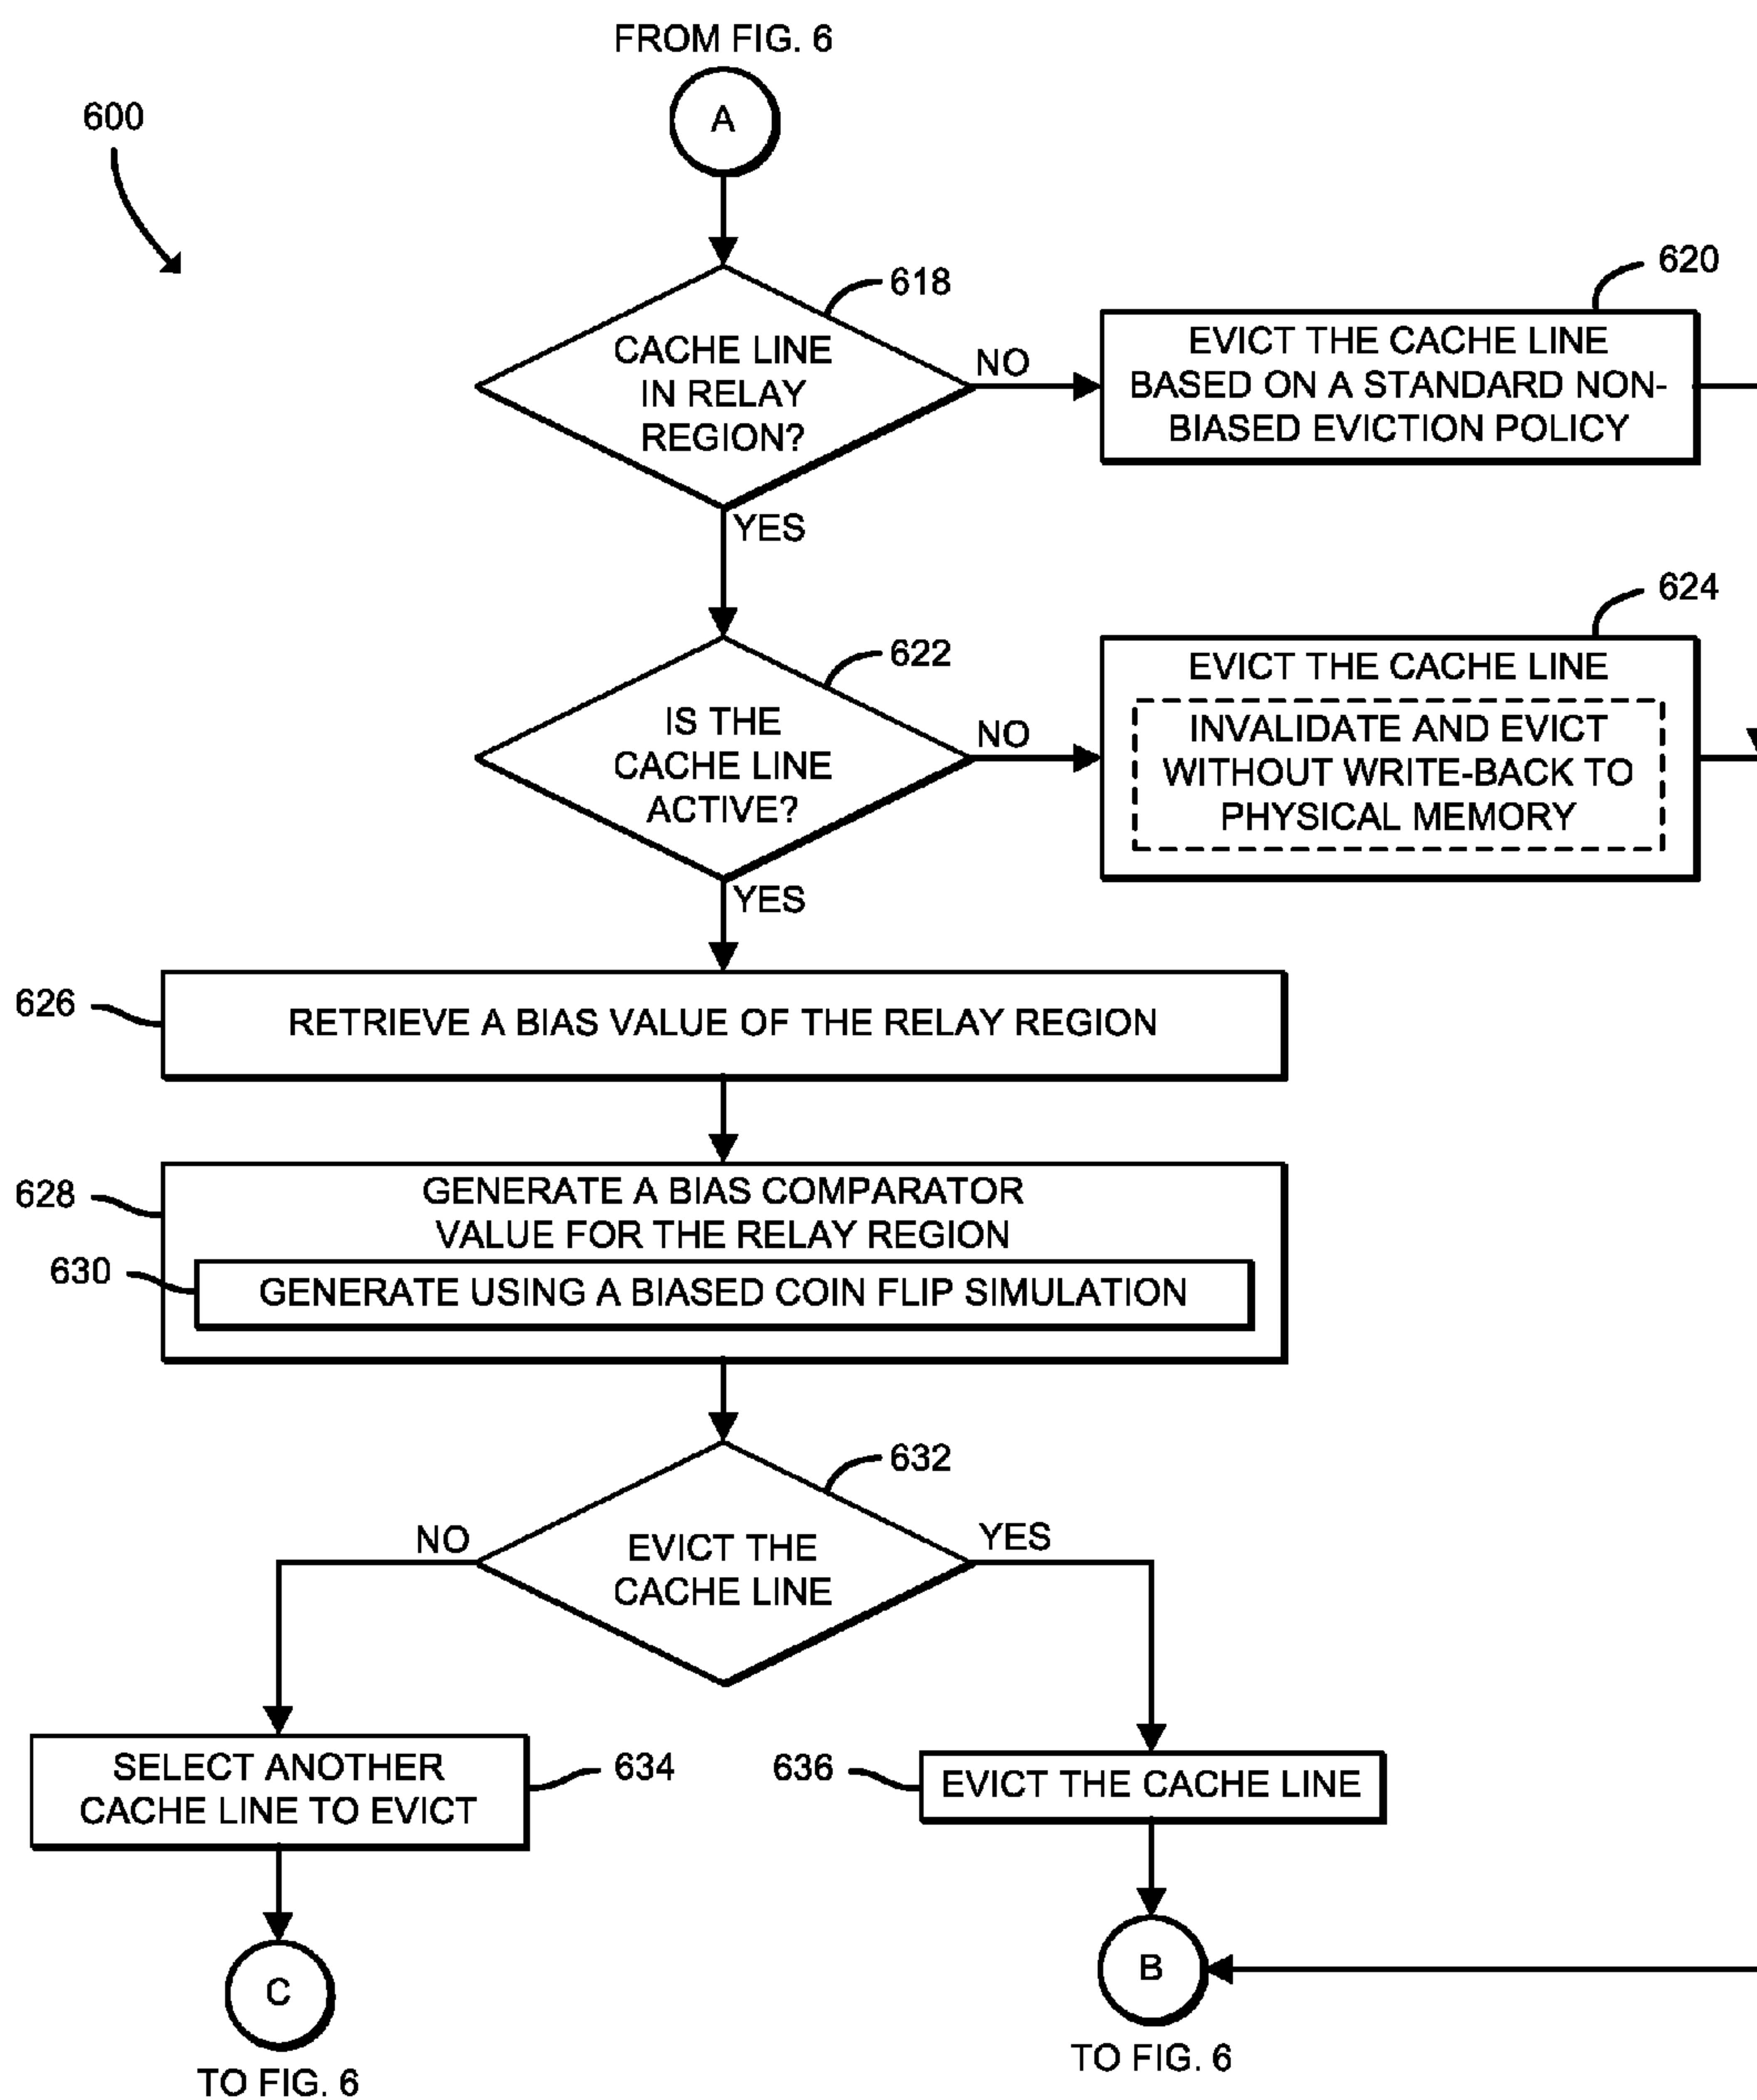 FROM FIG. 6
A
600
618
CACHE LINE
IN RELAY
REGION?
NO
YES
620
EVICT THE CACHE LINE
BASED ON A STANDARD NON-
BIASED EVICTION POLICY
622
IS THE
CACHE LINE
ACTIVE?
NO
YES
624
EVICT THE CACHE LINE
INVALIDATE AND EVICT
WITHOUT WRITE-BACK TO
PHYSICAL MEMORY
626
RETRIEVE A BIAS VALUE OF THE RELAY REGION
628
GENERATE A BIAS COMPARATOR
VALUE FOR THE RELAY REGION
630
GENERATE USING A BIASED COIN FLIP SIMULATION
632
EVICT THE
CACHE LINE
NO
YES
SELECT ANOTHER
CACHE LINE TO EVICT
634
636
EVICT THE CACHE LINE
C
TO FIG. 6
B
TO FIG. 6